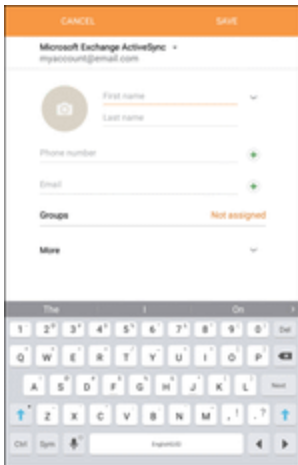 CANCEL SAVE
Microsoft Exchange ActiveSync
myaccount@email.com
First name
Last name
Phone number
Email
Groups Not assigned
More
The I On
1 2 3 4 5 6 7 8 9 0 Del
Q W E R T Y U I O P
A S D F G H J K L Next
Z X C V B N M , ! . ?
Ctrl Sym English(US)